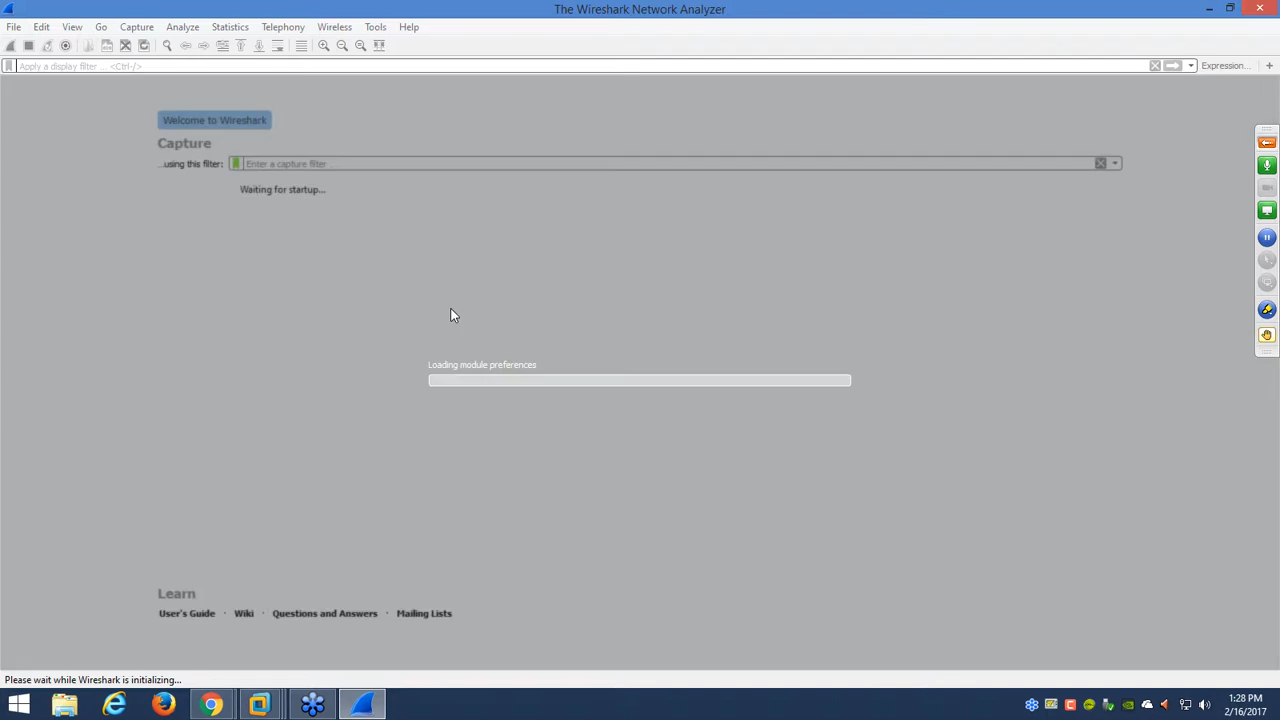 The Wireshark Network Analyzer
File Edit View Go Capture Analyze Statistics Telephony Wireless Tools Help
Apply a display filter ... <Ctrl-/>
Expression...
+
Welcome to Wireshark
Capture
...using this filter:
Enter a capture filter ...
Waiting for startup...
Loading module preferences
Learn
User's Guide · Wiki · Questions and Answers · Mailing Lists
Please wait while Wireshark is initializing...
1:28 PM
2/16/2017